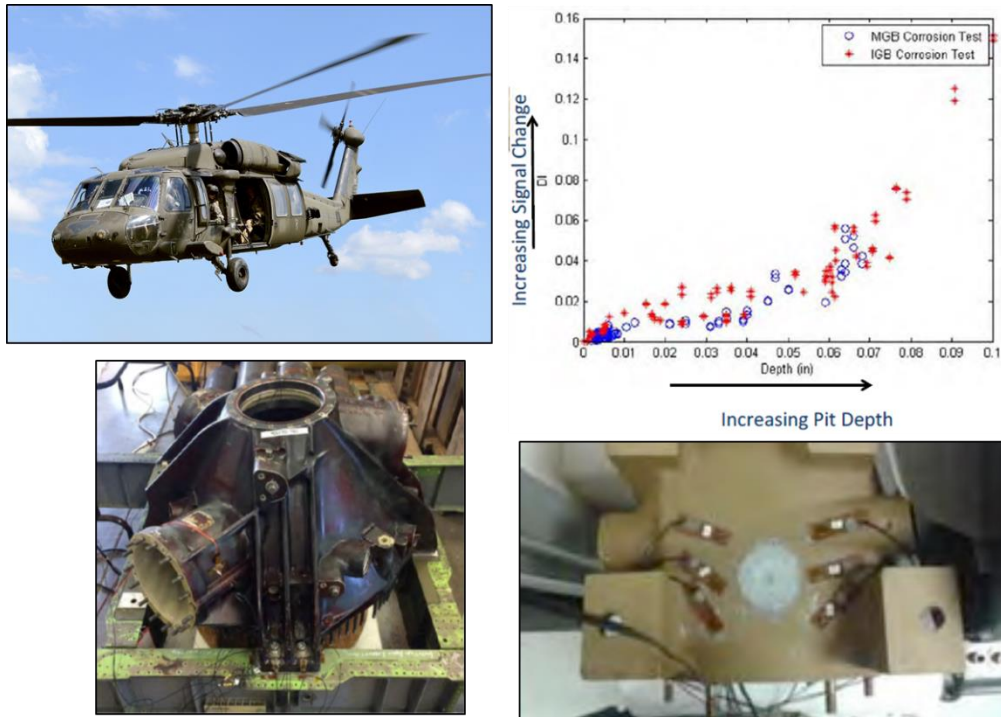 0.16
0.14
0.12
0.1
0.08
0.06
0.04
0.02
0
MGB Corrosion Test
IGB Corrosion Test
Increasing Signal Change
DI
0 0.01 0.02 0.03 0.04 0.05 0.06 0.07 0.08 0.09 0.1
Depth (in)
Increasing Pit Depth